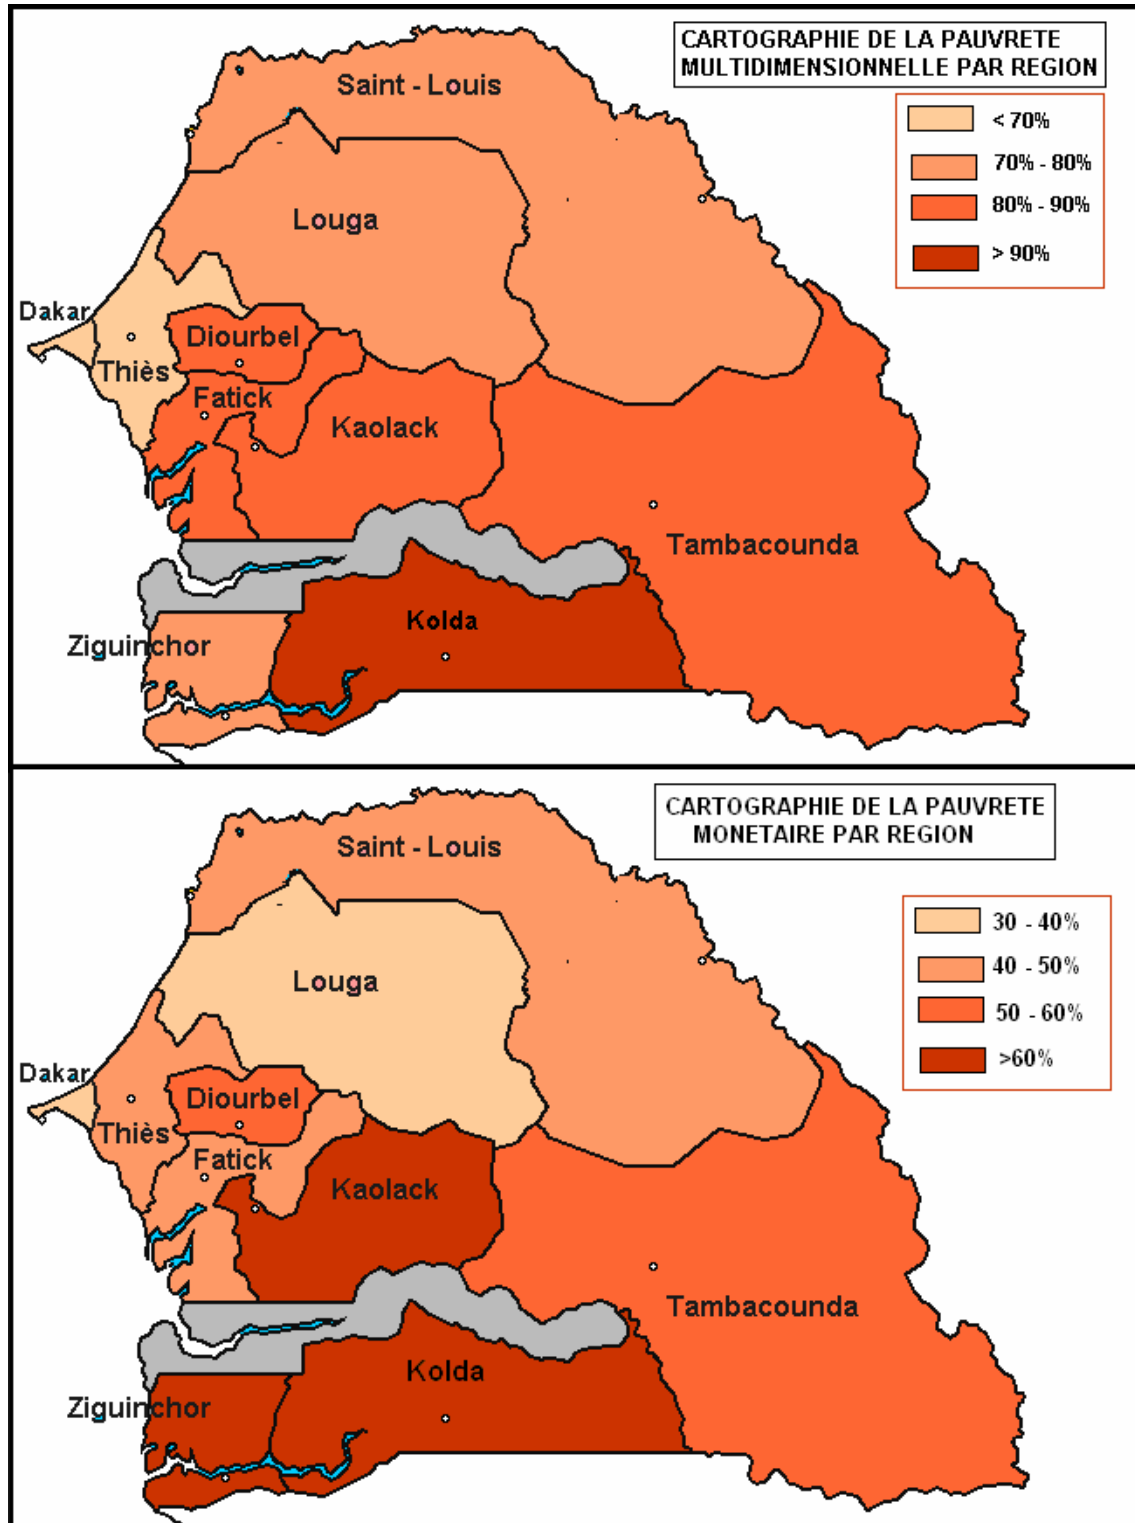 CARTOGRAPHIE DE LA PAUVRETE
MULTIDIMENSIONNELLE PAR REGION
< 70%
70% - 80%
80% - 90%
> 90%
Saint - Louis
Louga
Dakar
Diourbel
Thiès
Fatick
Kaolack
Tambacounda
Kolda
Ziguinchor
CARTOGRAPHIE DE LA PAUVRETE
MONETAIRE PAR REGION
30 - 40%
40 - 50%
50 - 60%
>60%
Saint - Louis
Louga
Dakar
Diourbel
Thiès
Fatick
Kaolack
Tambacounda
Kolda
Ziguinchor